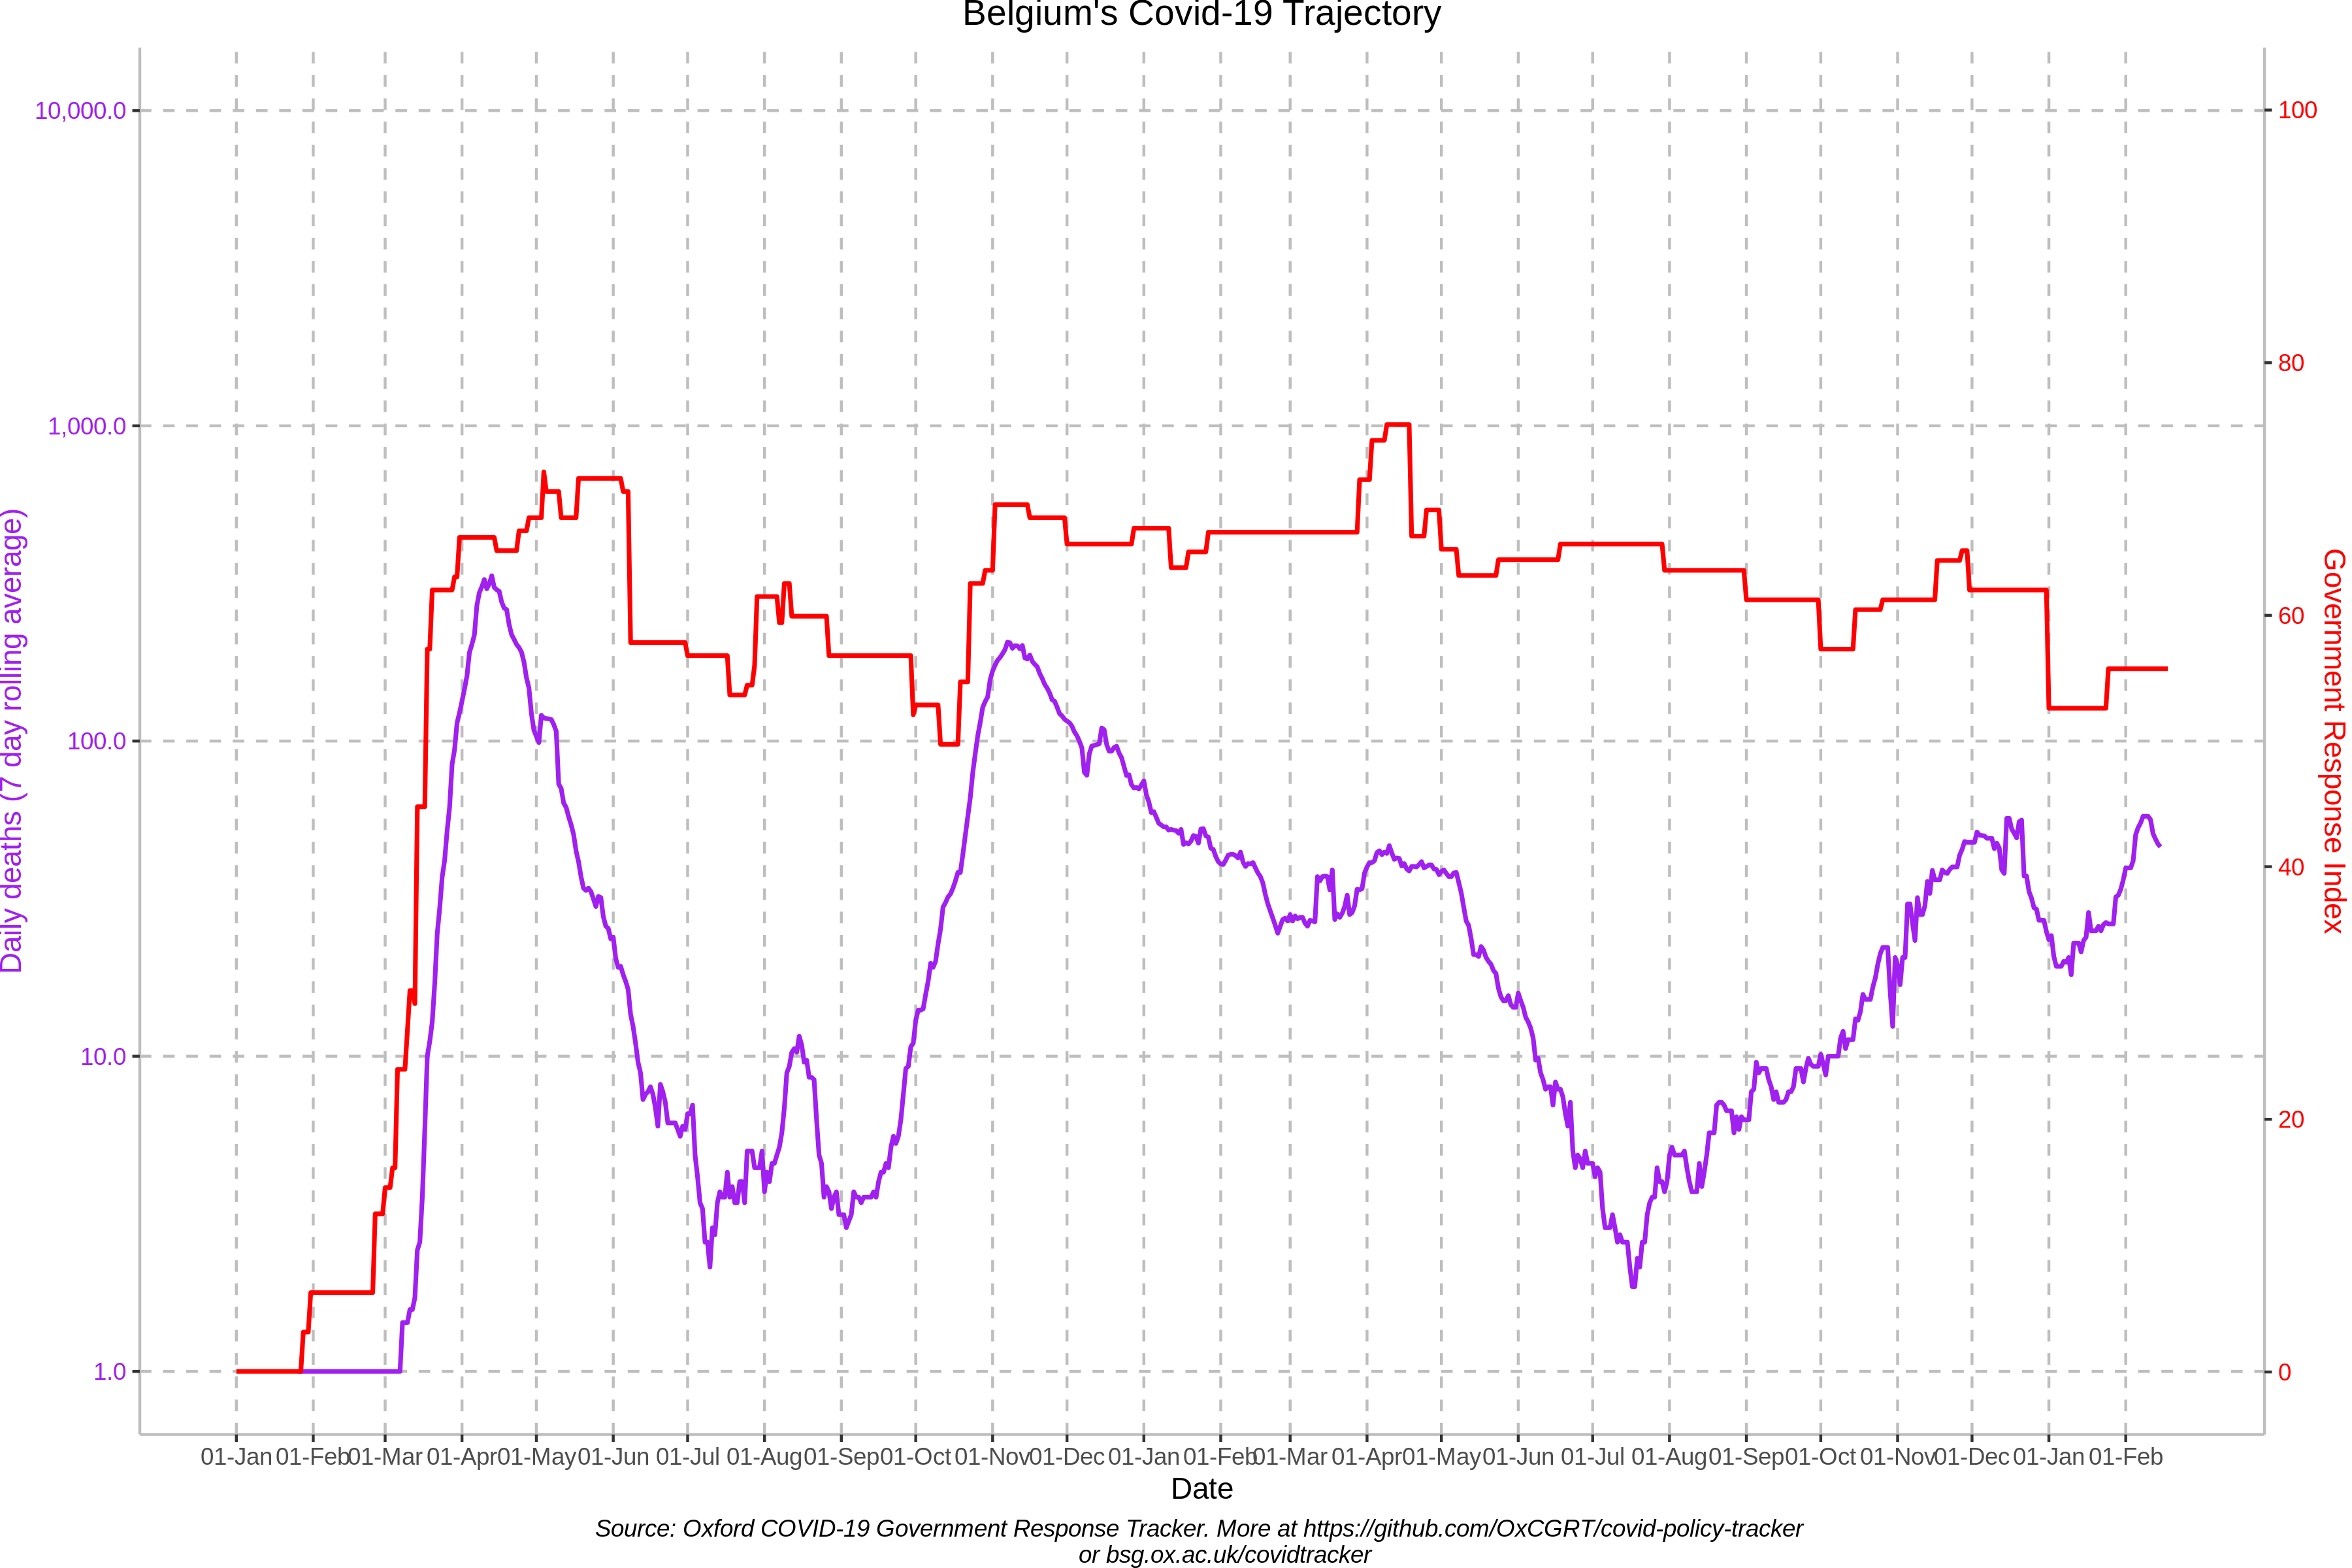 Belgium's Covid-19 Trajectory
10,000.0
1,000.0
100.0
10.0
1.0
Daily deaths (7 day rolling average)
100
80
60
40
20
0
Government Response Index
01-Jan 01-Feb 01-Mar 01-Apr 01-May 01-Jun 01-Jul 01-Aug 01-Sep 01-Oct 01-Nov 01-Dec 01-Jan 01-Feb 01-Mar 01-Apr 01-May 01-Jun 01-Jul 01-Aug 01-Sep 01-Oct 01-Nov 01-Dec 01-Jan 01-Feb
Date
Source: Oxford COVID-19 Government Response Tracker. More at https://github.com/OxCGRT/covid-policy-tracker
or bsg.ox.ac.uk/covidtracker